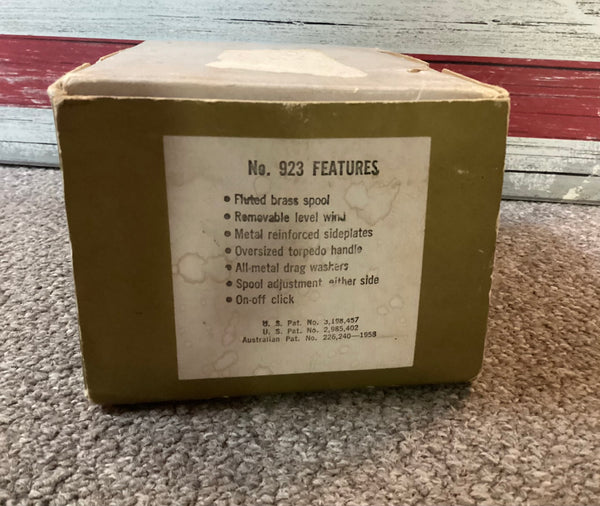 No. 923 FEATURES
• Fluted brass spool
• Removable level wind
• Metal reinforced sideplates
• Oversized torpedo handle
• All-metal drag washers
• Spool adjustment either side
• On-off click
U. S. Pat. No. 3,198,457
U. S. Pat. No. 2,985,402
Australian Pat. No. 226,240—1958